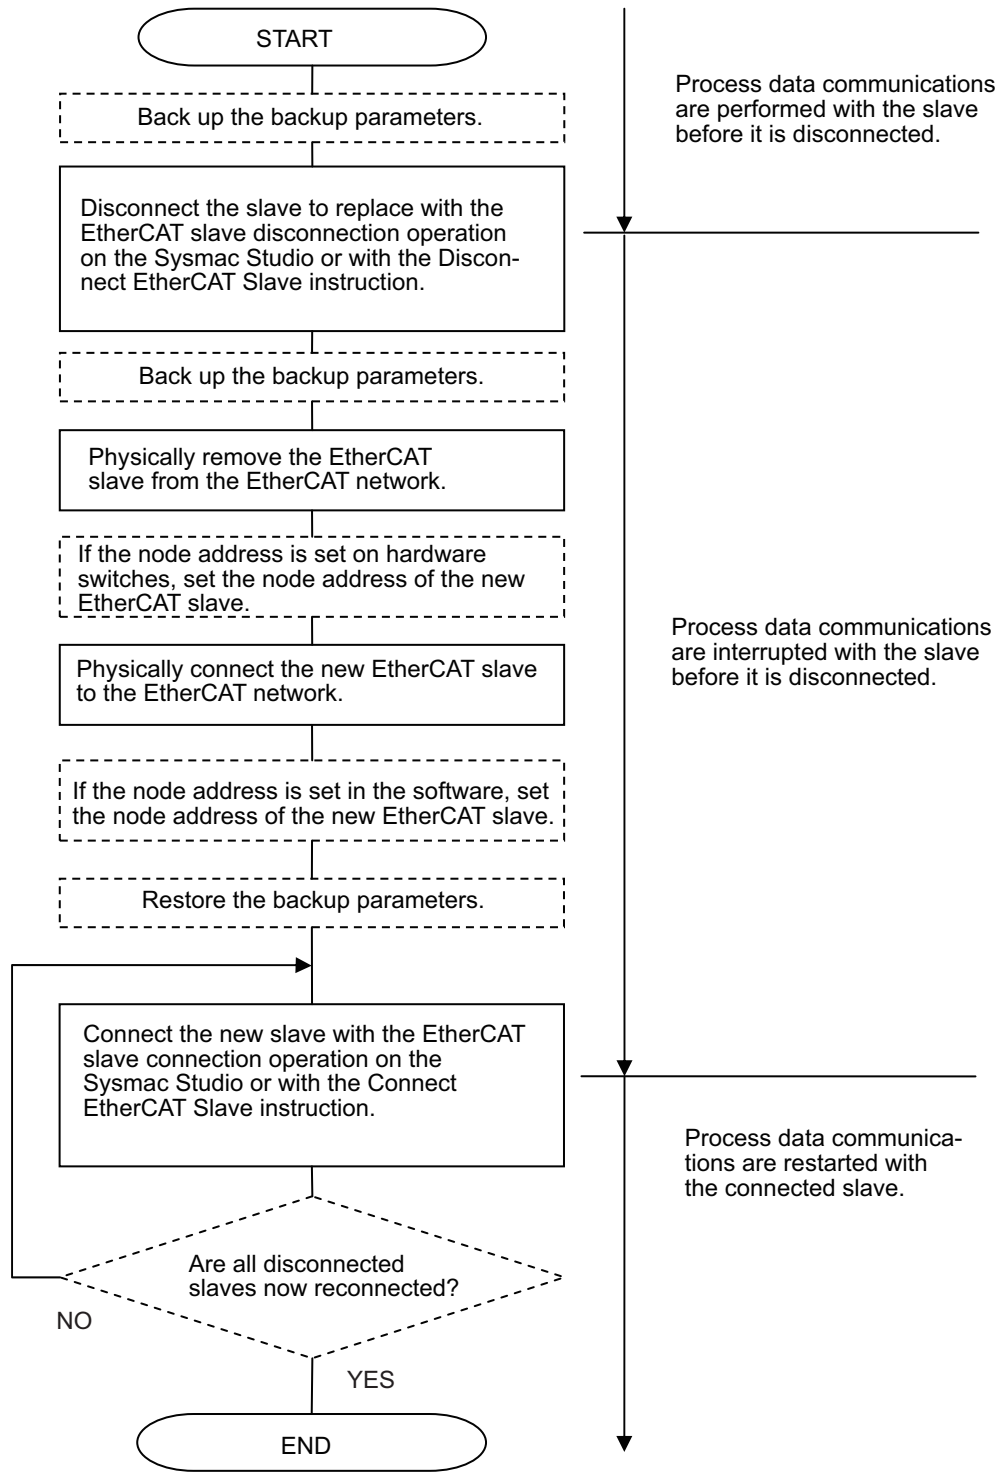 START
Back up the backup parameters.
Disconnect the slave to replace with the
EtherCAT slave disconnection operation
on the Sysmac Studio or with the Discon-
nect EtherCAT Slave instruction.
Back up the backup parameters.
Physically remove the EtherCAT
slave from the EtherCAT network.
If the node address is set on hardware
switches, set the node address of the new
EtherCAT slave.
Physically connect the new EtherCAT slave
to the EtherCAT network.
If the node address is set in the software, set
the node address of the new EtherCAT slave.
Restore the backup parameters.
Connect the new slave with the EtherCAT
slave connection operation on the
Sysmac Studio or with the Connect
EtherCAT Slave instruction.
Are all disconnected
slaves now reconnected?
NO
YES
END
Process data communications
are performed with the slave
before it is disconnected.
Process data communications
are interrupted with the slave
before it is disconnected.
Process data communica-
tions are restarted with
the connected slave.